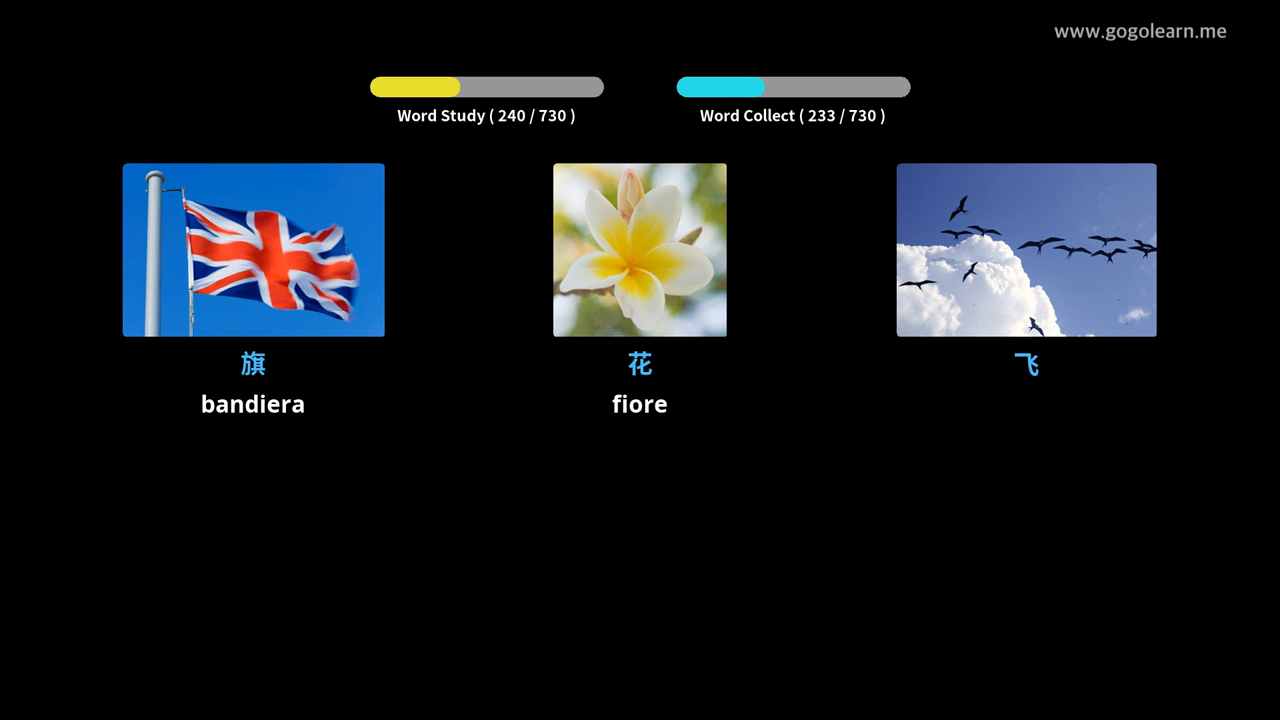 www.gogolearn.me
Word Study ( 240 / 730 )
Word Collect ( 233 / 730 )
旗
花
飞
bandiera
fiore